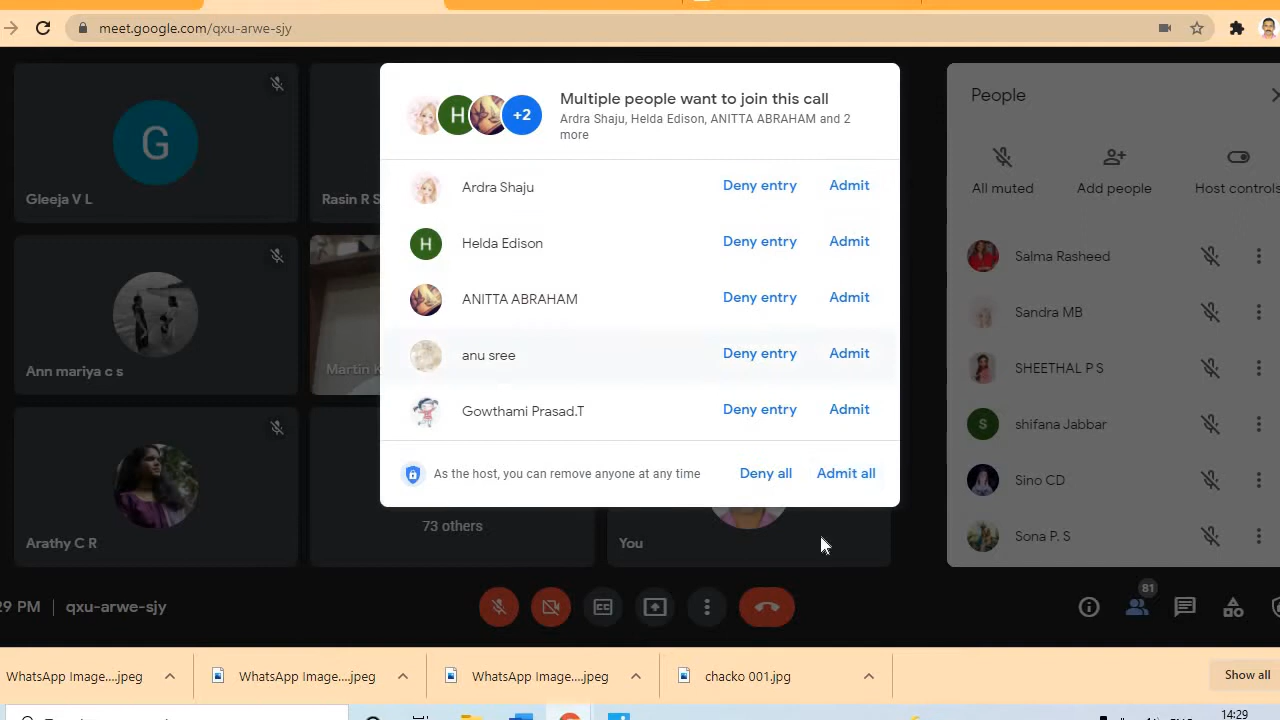 meet.google.com/qxu-arwe-sjy
G
Gleeja V L
Rasin R S
Ann mariya c s
Martin K
Arathy C R
73 others
You
H
+2
Multiple people want to join this call
Ardra Shaju, Helda Edison, ANITTA ABRAHAM and 2
more
Ardra Shaju Deny entry Admit
H Helda Edison Deny entry Admit
ANITTA ABRAHAM Deny entry Admit
anu sree Deny entry Admit
Gowthami Prasad.T Deny entry Admit
As the host, you can remove anyone at any time Deny all Admit all
People
All muted Add people Host controls
Salma Rasheed
Sandra MB
SHEETHAL P S
S shifana Jabbar
Sino CD
Sona P. S
29 PM | qxu-arwe-sjy
CC
81
WhatsApp Image....jpeg
WhatsApp Image....jpeg
WhatsApp Image....jpeg
chacko 001.jpg
Show all
14:29